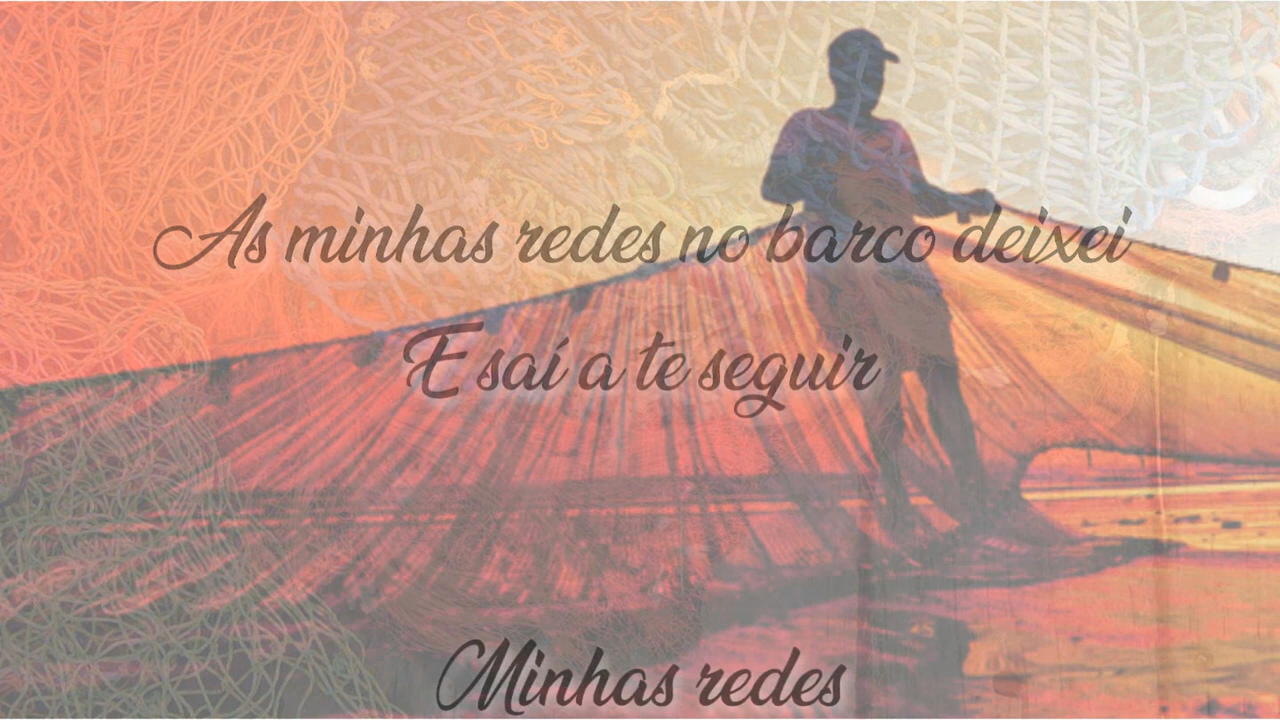 As minhas redes no barco deixei
E saí a te seguir
Minhas redes